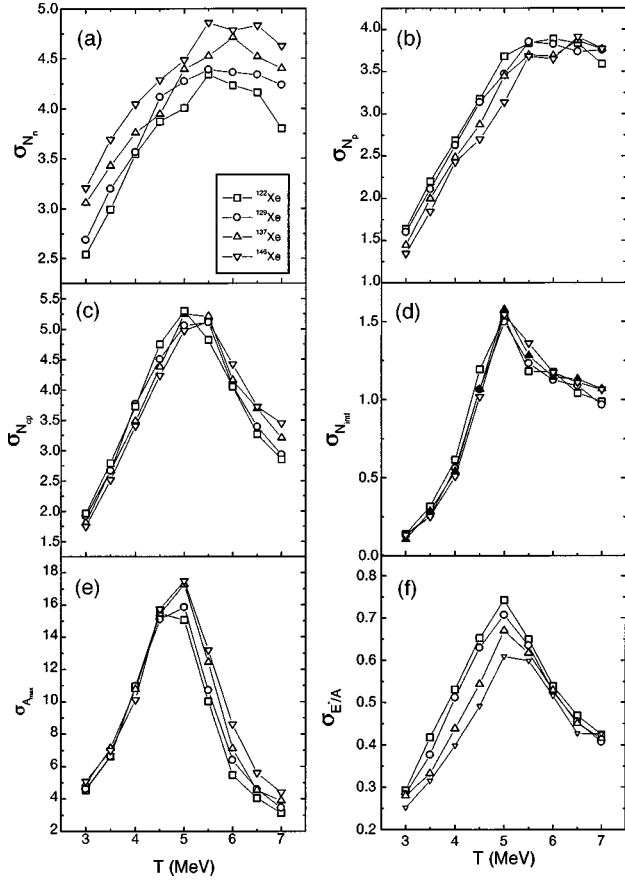 (a)
σNn
5.0
4.5
4.0
3.5
3.0
2.5
¹²²Xe
¹²⁹Xe
¹³⁷Xe
¹⁴⁶Xe
(b)
σNp
4.0
3.5
3.0
2.5
2.0
1.5
1.0
(c)
σNcp
5.5
5.0
4.5
4.0
3.5
3.0
2.5
2.0
1.5
(d)
σNimf
1.5
1.0
0.5
0.0
(e)
σAmax
18
16
14
12
10
8
6
4
2
3 4 5 6 7
T (MeV)
(f)
σE/A
0.8
0.7
0.6
0.5
0.4
0.3
0.2
3 4 5 6 7
T (MeV)